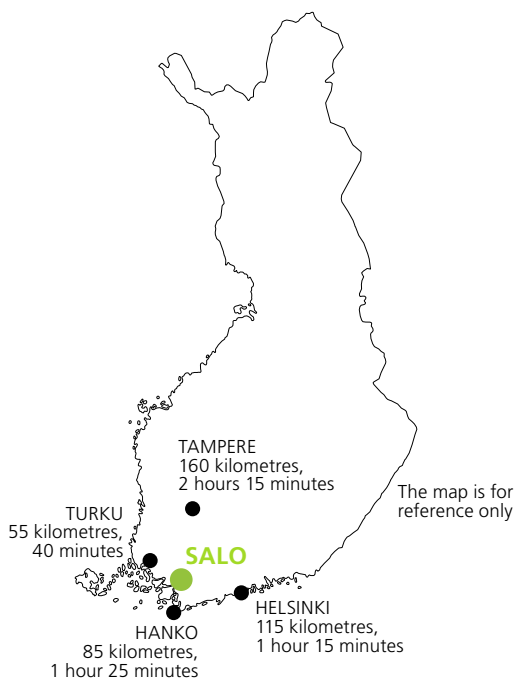 TAMPERE
160 kilometres,
2 hours 15 minutes
The map is for
reference only
TURKU
55 kilometres,
40 minutes
SALO
HELSINKI
115 kilometres,
1 hour 15 minutes
HANKO
85 kilometres,
1 hour 25 minutes